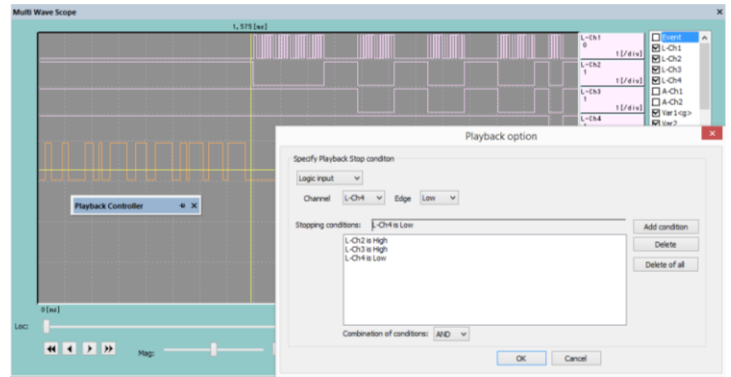 Multi Wave Scope
1.575[ms]
L-Ch1
0
1[/div]
L-Ch2
1
1[/div]
L-Ch3
1
1[/div]
L-Ch4
Event
L-Ch1
L-Ch2
L-Ch3
L-Ch4
A-Ch1
A-Ch2
Var1<g>
Var2
Playback option
Specify Playback Stop conditon
Logic input
Channel L-Ch4 Edge Low
Playback Controller
Stopping conditions: L-Ch4 is Low
Add condition
L-Ch2 is High
L-Ch3 is High
L-Ch4 is Low
Delete
Delete of all
0[ms]
Loc:
Combination of conditions: AND
Mag:
OK Cancel